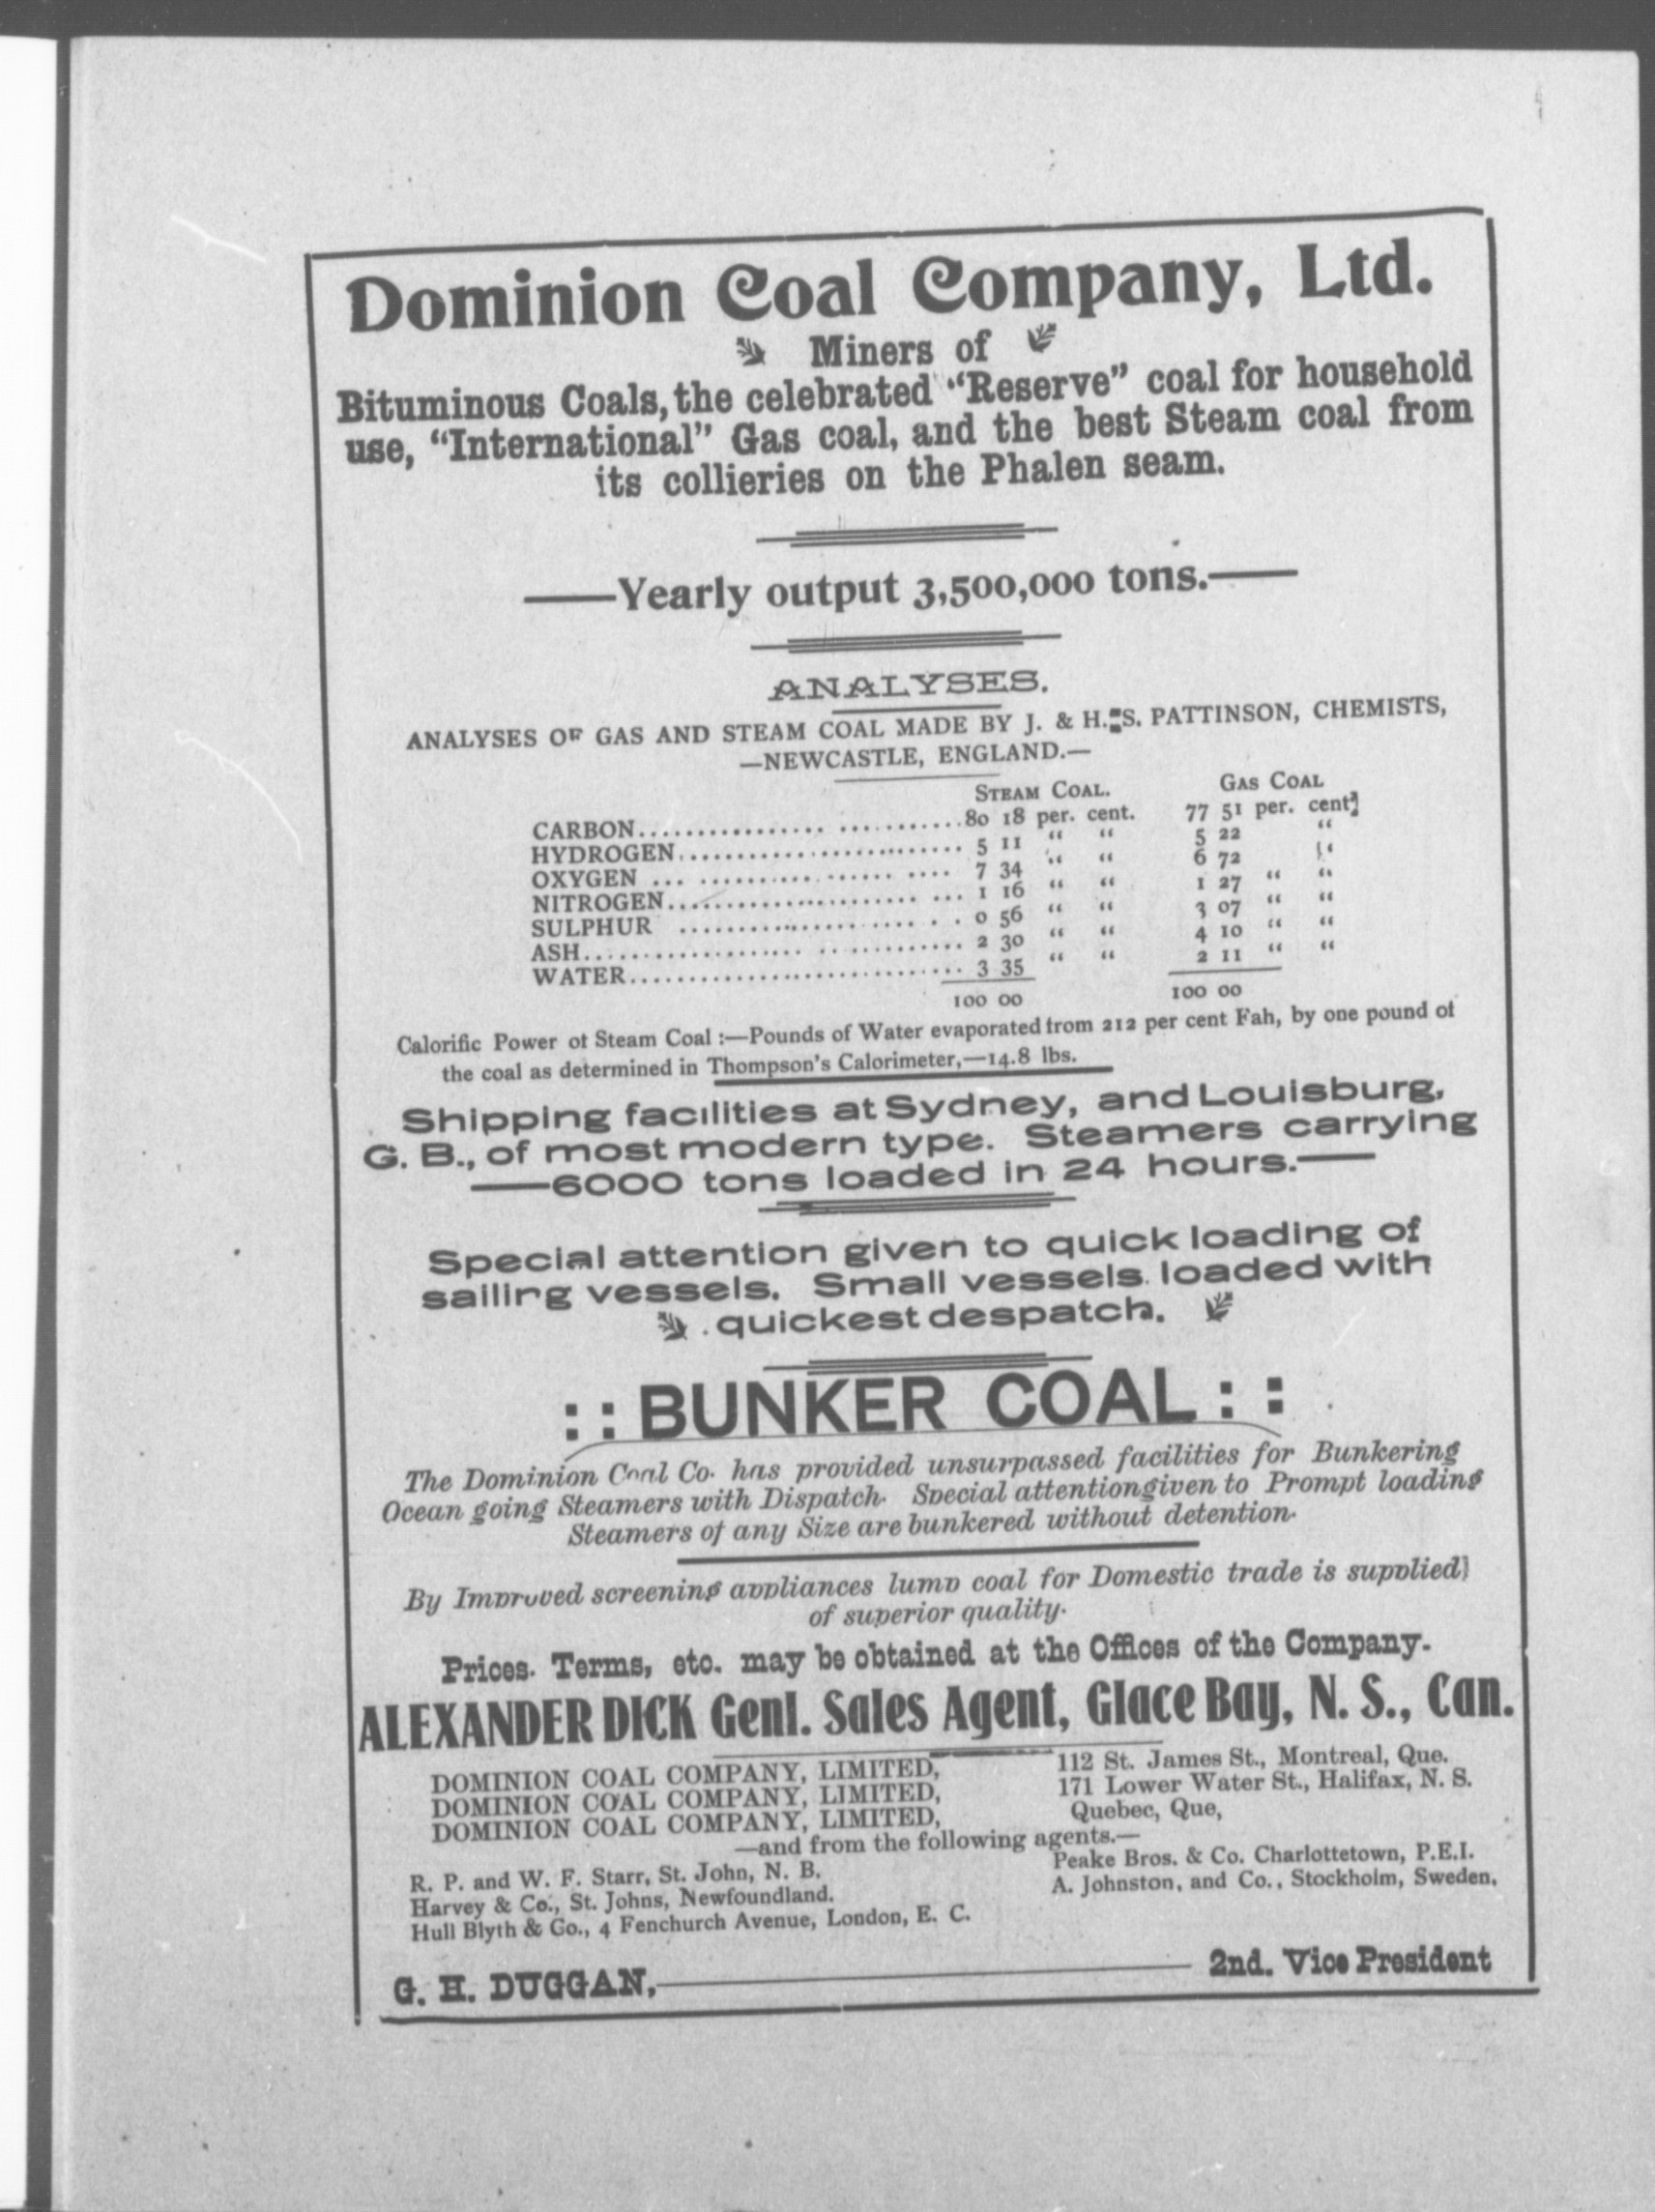 Dominion Coal Company, Ltd.
Miners of
Bituminous Coals, the celebrated "Reserve" coal for household
use, "International" Gas coal, and the best Steam coal from
its collieries on the Phalen seam.
—Yearly output 3,500,000 tons.—
ANALYSES.
ANALYSES OF GAS AND STEAM COAL MADE BY J. & H. S. PATTINSON, CHEMISTS,
—NEWCASTLE, ENGLAND.—
STEAM COAL. GAS COAL
CARBON........................80 18 per. cent. 77 51 per. cent
HYDROGEN........................ 5 11 " " 5 22 "
OXYGEN ........................ 7 34 " " 6 72 "
NITROGEN........................ 1 16 " " 1 27 " "
SULPHUR ........................ 0 56 " " 3 07 " "
ASH........................ 2 30 " " 4 10 " "
WATER........................ 3 35 " " 2 11 " "
100 00 100 00
Calorific Power of Steam Coal :—Pounds of Water evaporated from 212 per cent Fah, by one pound of
the coal as determined in Thompson's Calorimeter,—14.8 lbs.
Shipping facilities at Sydney, and Louisburg,
G. B., of most modern type. Steamers carrying
—6000 tons loaded in 24 hours.—
Special attention given to quick loading of
sailing vessels. Small vessels loaded with
quickest despatch.
: : BUNKER COAL : :
The Dominion Coal Co. has provided unsurpassed facilities for Bunkering
Ocean going Steamers with Dispatch. Special attentiongiven to Prompt loading
Steamers of any Size are bunkered without detention.
By Improved screening appliances lump coal for Domestic trade is supplied
of superior quality.
Prices. Terms, etc. may be obtained at the Offices of the Company.
ALEXANDER DICK Genl. Sales Agent, Glace Bay, N. S., Can.
DOMINION COAL COMPANY, LIMITED, 112 St. James St., Montreal, Que.
DOMINION COAL COMPANY, LIMITED, 171 Lower Water St., Halifax, N. S.
DOMINION COAL COMPANY, LIMITED, Quebec, Que,
—and from the following agents.—
R. P. and W. F. Starr, St. John, N. B. Peake Bros. & Co. Charlottetown, P.E.I.
Harvey & Co., St. Johns, Newfoundland. A. Johnston, and Co., Stockholm, Sweden,
Hull Blyth & Go., 4 Fenchurch Avenue, London, E. C.
G. H. DUGGAN,— 2nd. Vice President